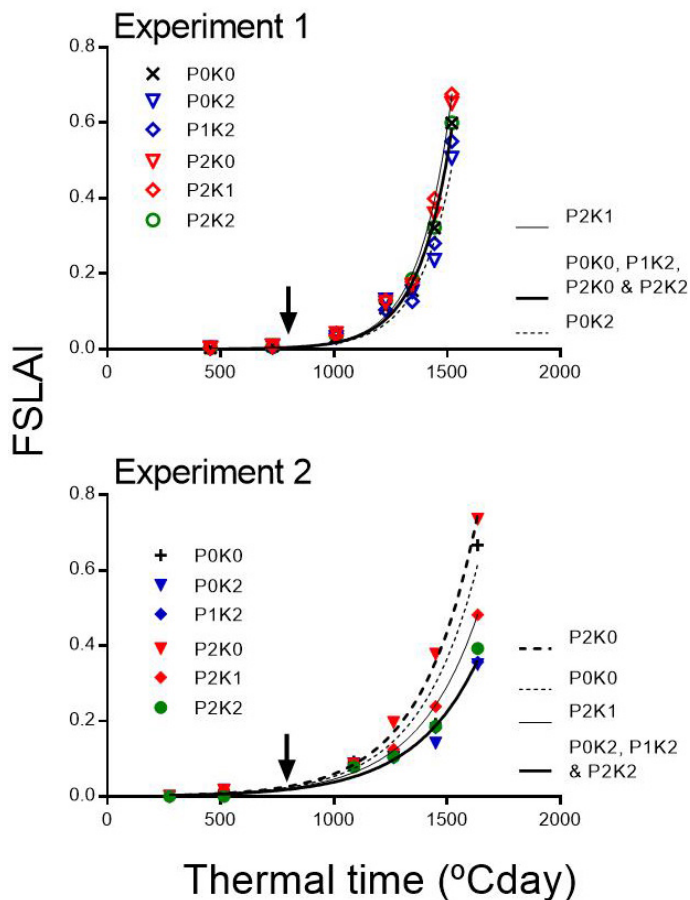 Experiment 1
P0K0
P0K2
P1K2
P2K0
P2K1
P2K2
0.8
0.6
0.4
0.2
0.0
0
500
1000
1500
2000
P2K1
P0K0, P1K2,
P2K0 & P2K2
P0K2
FSLAI
Experiment 2
P0K0
P0K2
P1K2
P2K0
P2K1
P2K2
0.8
0.6
0.4
0.2
0.0
0
500
1000
1500
2000
P2K0
P0K0
P2K1
P0K2, P1K2
& P2K2
Thermal time (ºCday)